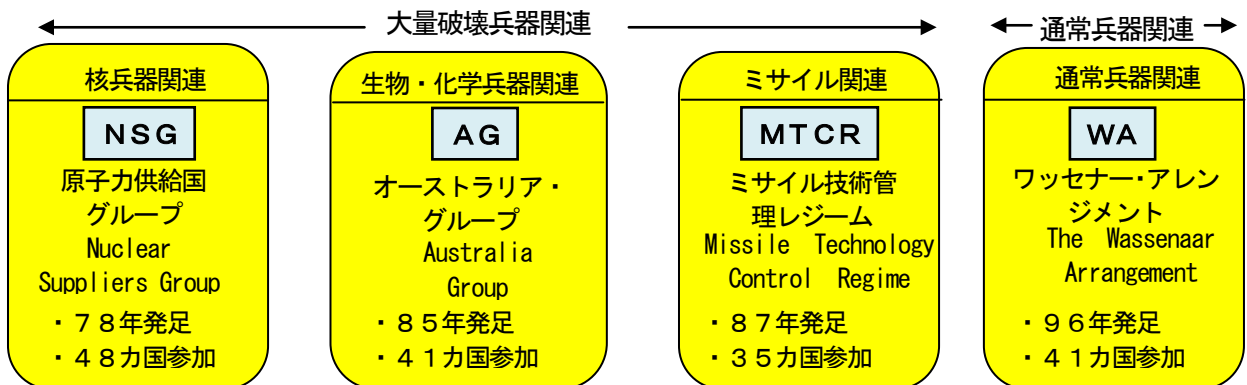 大量破壊兵器関連
通常兵器関連
核兵器関連
NSG
原子力供給国
グループ
Nuclear
Suppliers Group
・78年発足
・48カ国参加
生物・化学兵器関連
AG
オーストラリア・
グループ
Australia
Group
・85年発足
・41カ国参加
ミサイル関連
MTCR
ミサイル技術管
理レジーム
Missile Technology
Control Regime
・87年発足
・35カ国参加
通常兵器関連
WA
ワッセナー・アレン
ジメント
The Wassenaar
Arrangement
・96年発足
・41カ国参加